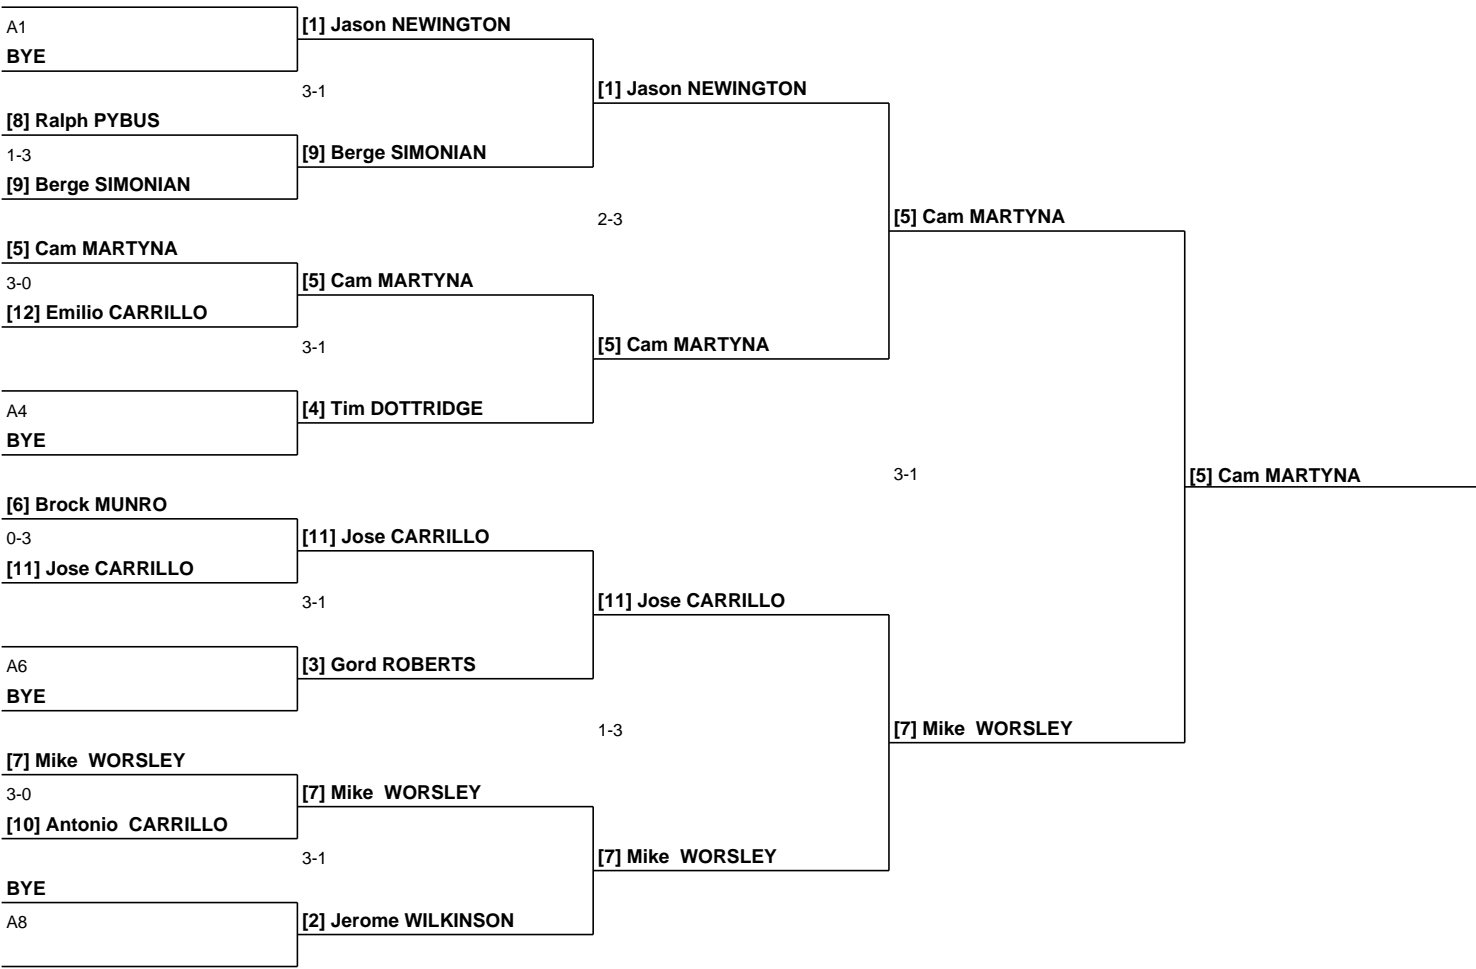 A1
BYE
[1] Jason NEWINGTON
3-1
[8] Ralph PYBUS
1-3
[9] Berge SIMONIAN
[9] Berge SIMONIAN
[1] Jason NEWINGTON
2-3
[5] Cam MARTYNA
3-0
[12] Emilio CARRILLO
[5] Cam MARTYNA
3-1
A4
BYE
[4] Tim DOTTRIDGE
[5] Cam MARTYNA
[5] Cam MARTYNA
3-1
[5] Cam MARTYNA
[6] Brock MUNRO
0-3
[11] Jose CARRILLO
[11] Jose CARRILLO
3-1
A6
BYE
[3] Gord ROBERTS
[11] Jose CARRILLO
1-3
[7] Mike  WORSLEY
[7] Mike  WORSLEY
3-0
[10] Antonio  CARRILLO
[7] Mike  WORSLEY
3-1
BYE
A8
[2] Jerome WILKINSON
[7] Mike  WORSLEY